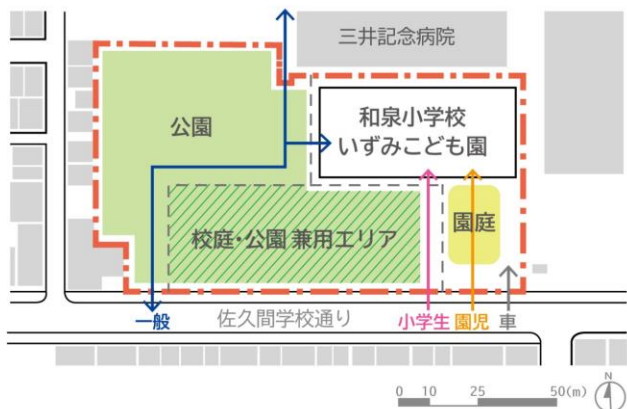 三井記念病院
公園
和泉小学校
いずみこども園
園庭
校庭・公園 兼用エリア
一般
佐久間学校通り
小学生
園児
車
0 10 25 50(m)
N